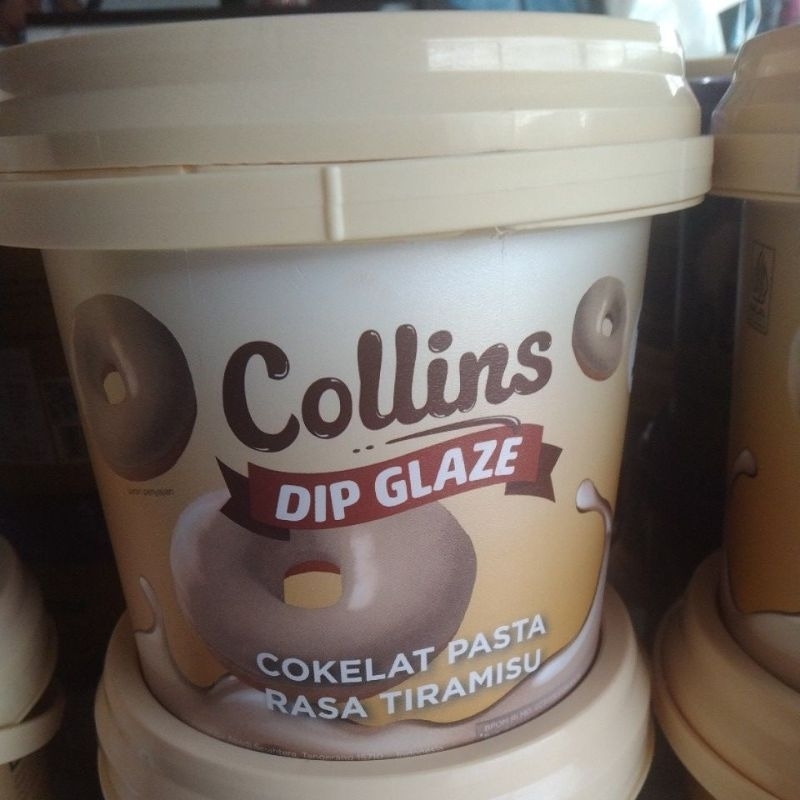 Collins
DIP GLAZE
COKELAT PASTA
RASA TIRAMISU